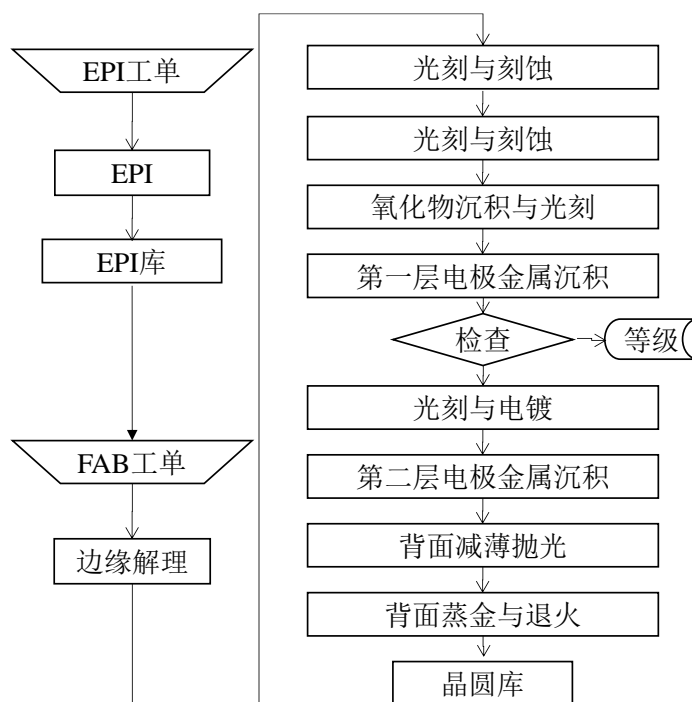 EPI工单
EPI
EPI库
FAB工单
边缘解理
光刻与刻蚀
光刻与刻蚀
氧化物沉积与光刻
第一层电极金属沉积
检查
等级
光刻与电镀
第二层电极金属沉积
背面减薄抛光
背面蒸金与退火
晶圆库